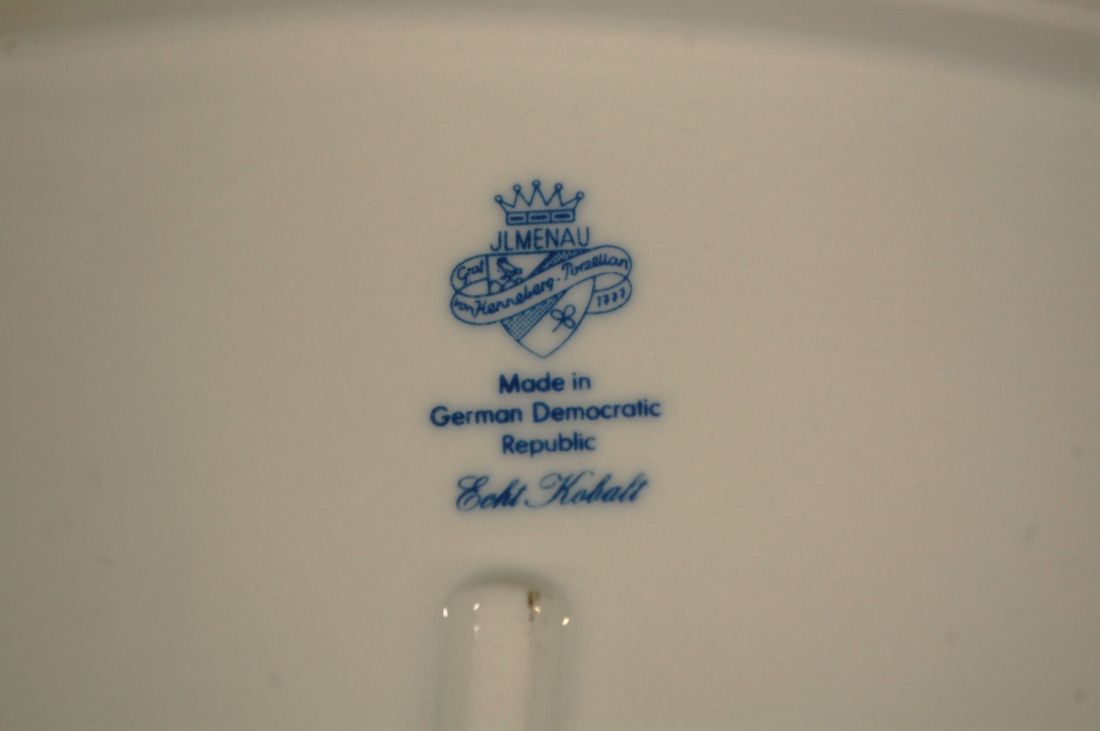 JLMENAU
Graf
von Henneberg-Porzellan
1777
Made in
German Democratic
Republic
Echt Kobalt